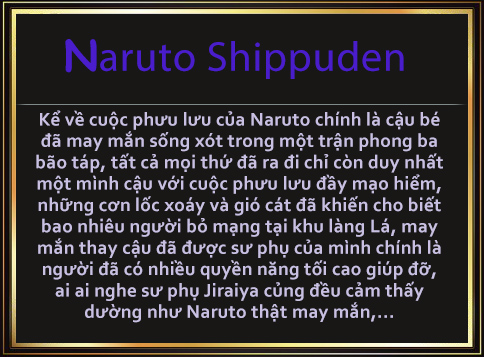 Naruto Shippuden
Kể về cuộc phưu lưu của Naruto chính là cậu bé
đã may mắn sống xót trong một trận phong ba
bão táp, tất cả mọi thứ đã ra đi chỉ còn duy nhất
một mình cậu với cuộc phưu lưu đầy mạo hiểm,
những cơn lốc xoáy và gió cát đã khiến cho biết
bao nhiêu người bỏ mạng tại khu làng Lá, may
mắn thay cậu đã được sư phụ của mình chính là
người đã có nhiều quyền năng tối cao giúp đỡ,
ai ai nghe sư phụ Jiraiya củng đều cảm thấy
dường như Naruto thật may mắn,...